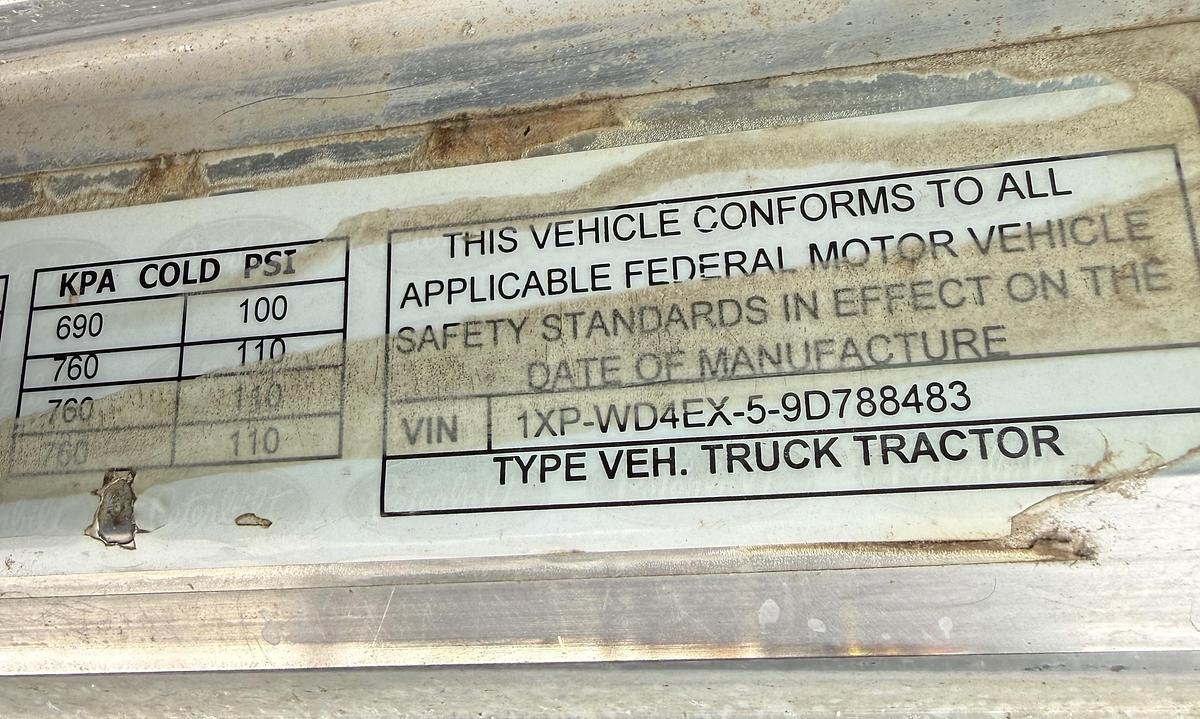 KPA COLD PSI
690 100
760 110
760 110
760 110
THIS VEHICLE CONFORMS TO ALL
APPLICABLE FEDERAL MOTOR VEHICLE
SAFETY STANDARDS IN EFFECT ON THE
DATE OF MANUFACTURE
VIN 1XP-WD4EX-5-9D788483
TYPE VEH. TRUCK TRACTOR